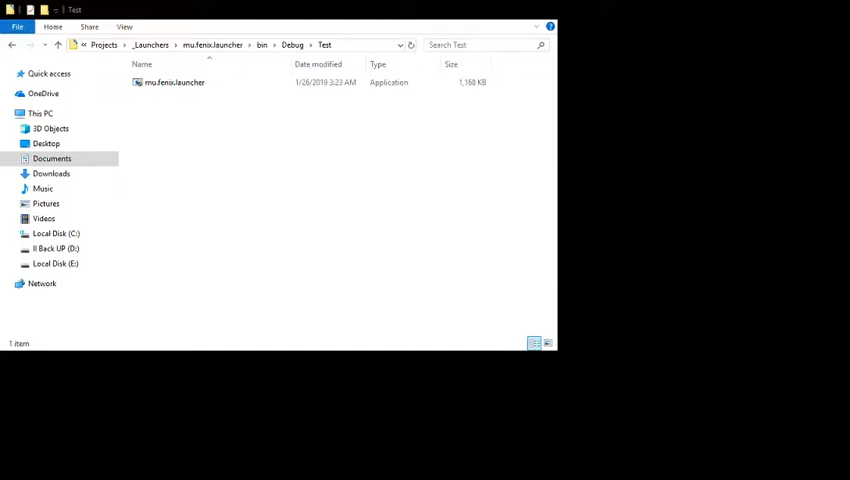 Test
File Home Share View
« Projects > _Launchers > mu.fenix.launcher > bin > Debug > Test Search Test
Name Date modified Type Size
mu.fenix.launcher 1/26/2019 3:23 AM Application 1,168 KB
Quick access
OneDrive
This PC
3D Objects
Desktop
Documents
Downloads
Music
Pictures
Videos
Local Disk (C:)
II Back UP (D:)
Local Disk (E:)
Network
1 item